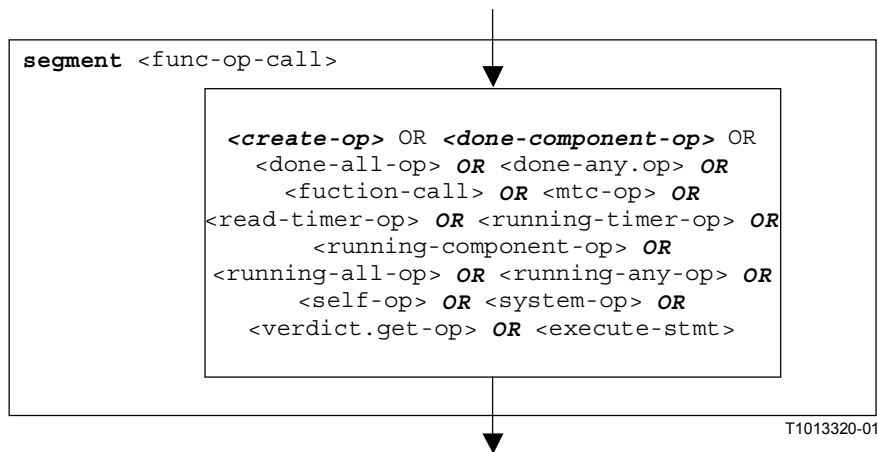 segment <func-op-call>
<create-op> OR <done-component-op> OR
<done-all-op> OR <done-any.op> OR
<fuction-call> OR <mtc-op> OR
<read-timer-op> OR <running-timer-op> OR
<running-component-op> OR
<running-all-op> OR <running-any-op> OR
<self-op> OR <system-op> OR
<verdict.get-op> OR <execute-stmt>
T1013320-01